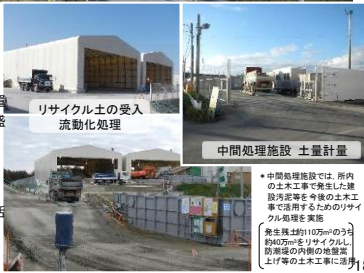 リサイクル土の受入
流動化処理
中間処理施設 土量計量
* 中間処理施設では、所内
の土木工事で発生した建
設汚泥等を今後の土木工
事で活用するためのリサイ
クル処理を実施
発生残土約110万m³のうち
約40万m³をリサイクルし、
防潮堤の内側の地盤嵩
上げ等の土木工事に活用